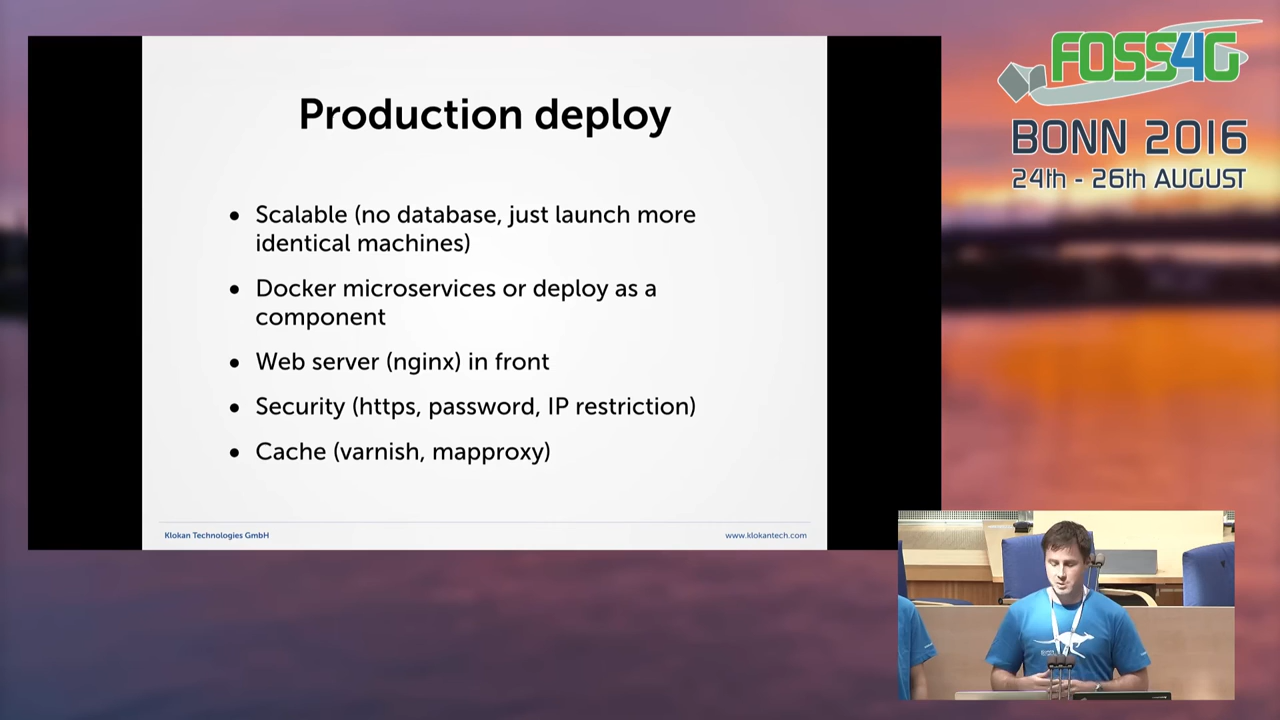 Production deploy
• Scalable (no database, just launch more
identical machines)
• Docker microservices or deploy as a
component
• Web server (nginx) in front
• Security (https, password, IP restriction)
• Cache (varnish, mapproxy)
Klokan Technologies GmbH
www.klokantech.com
FOSS4G
BONN 2016
24th - 26th AUGUST